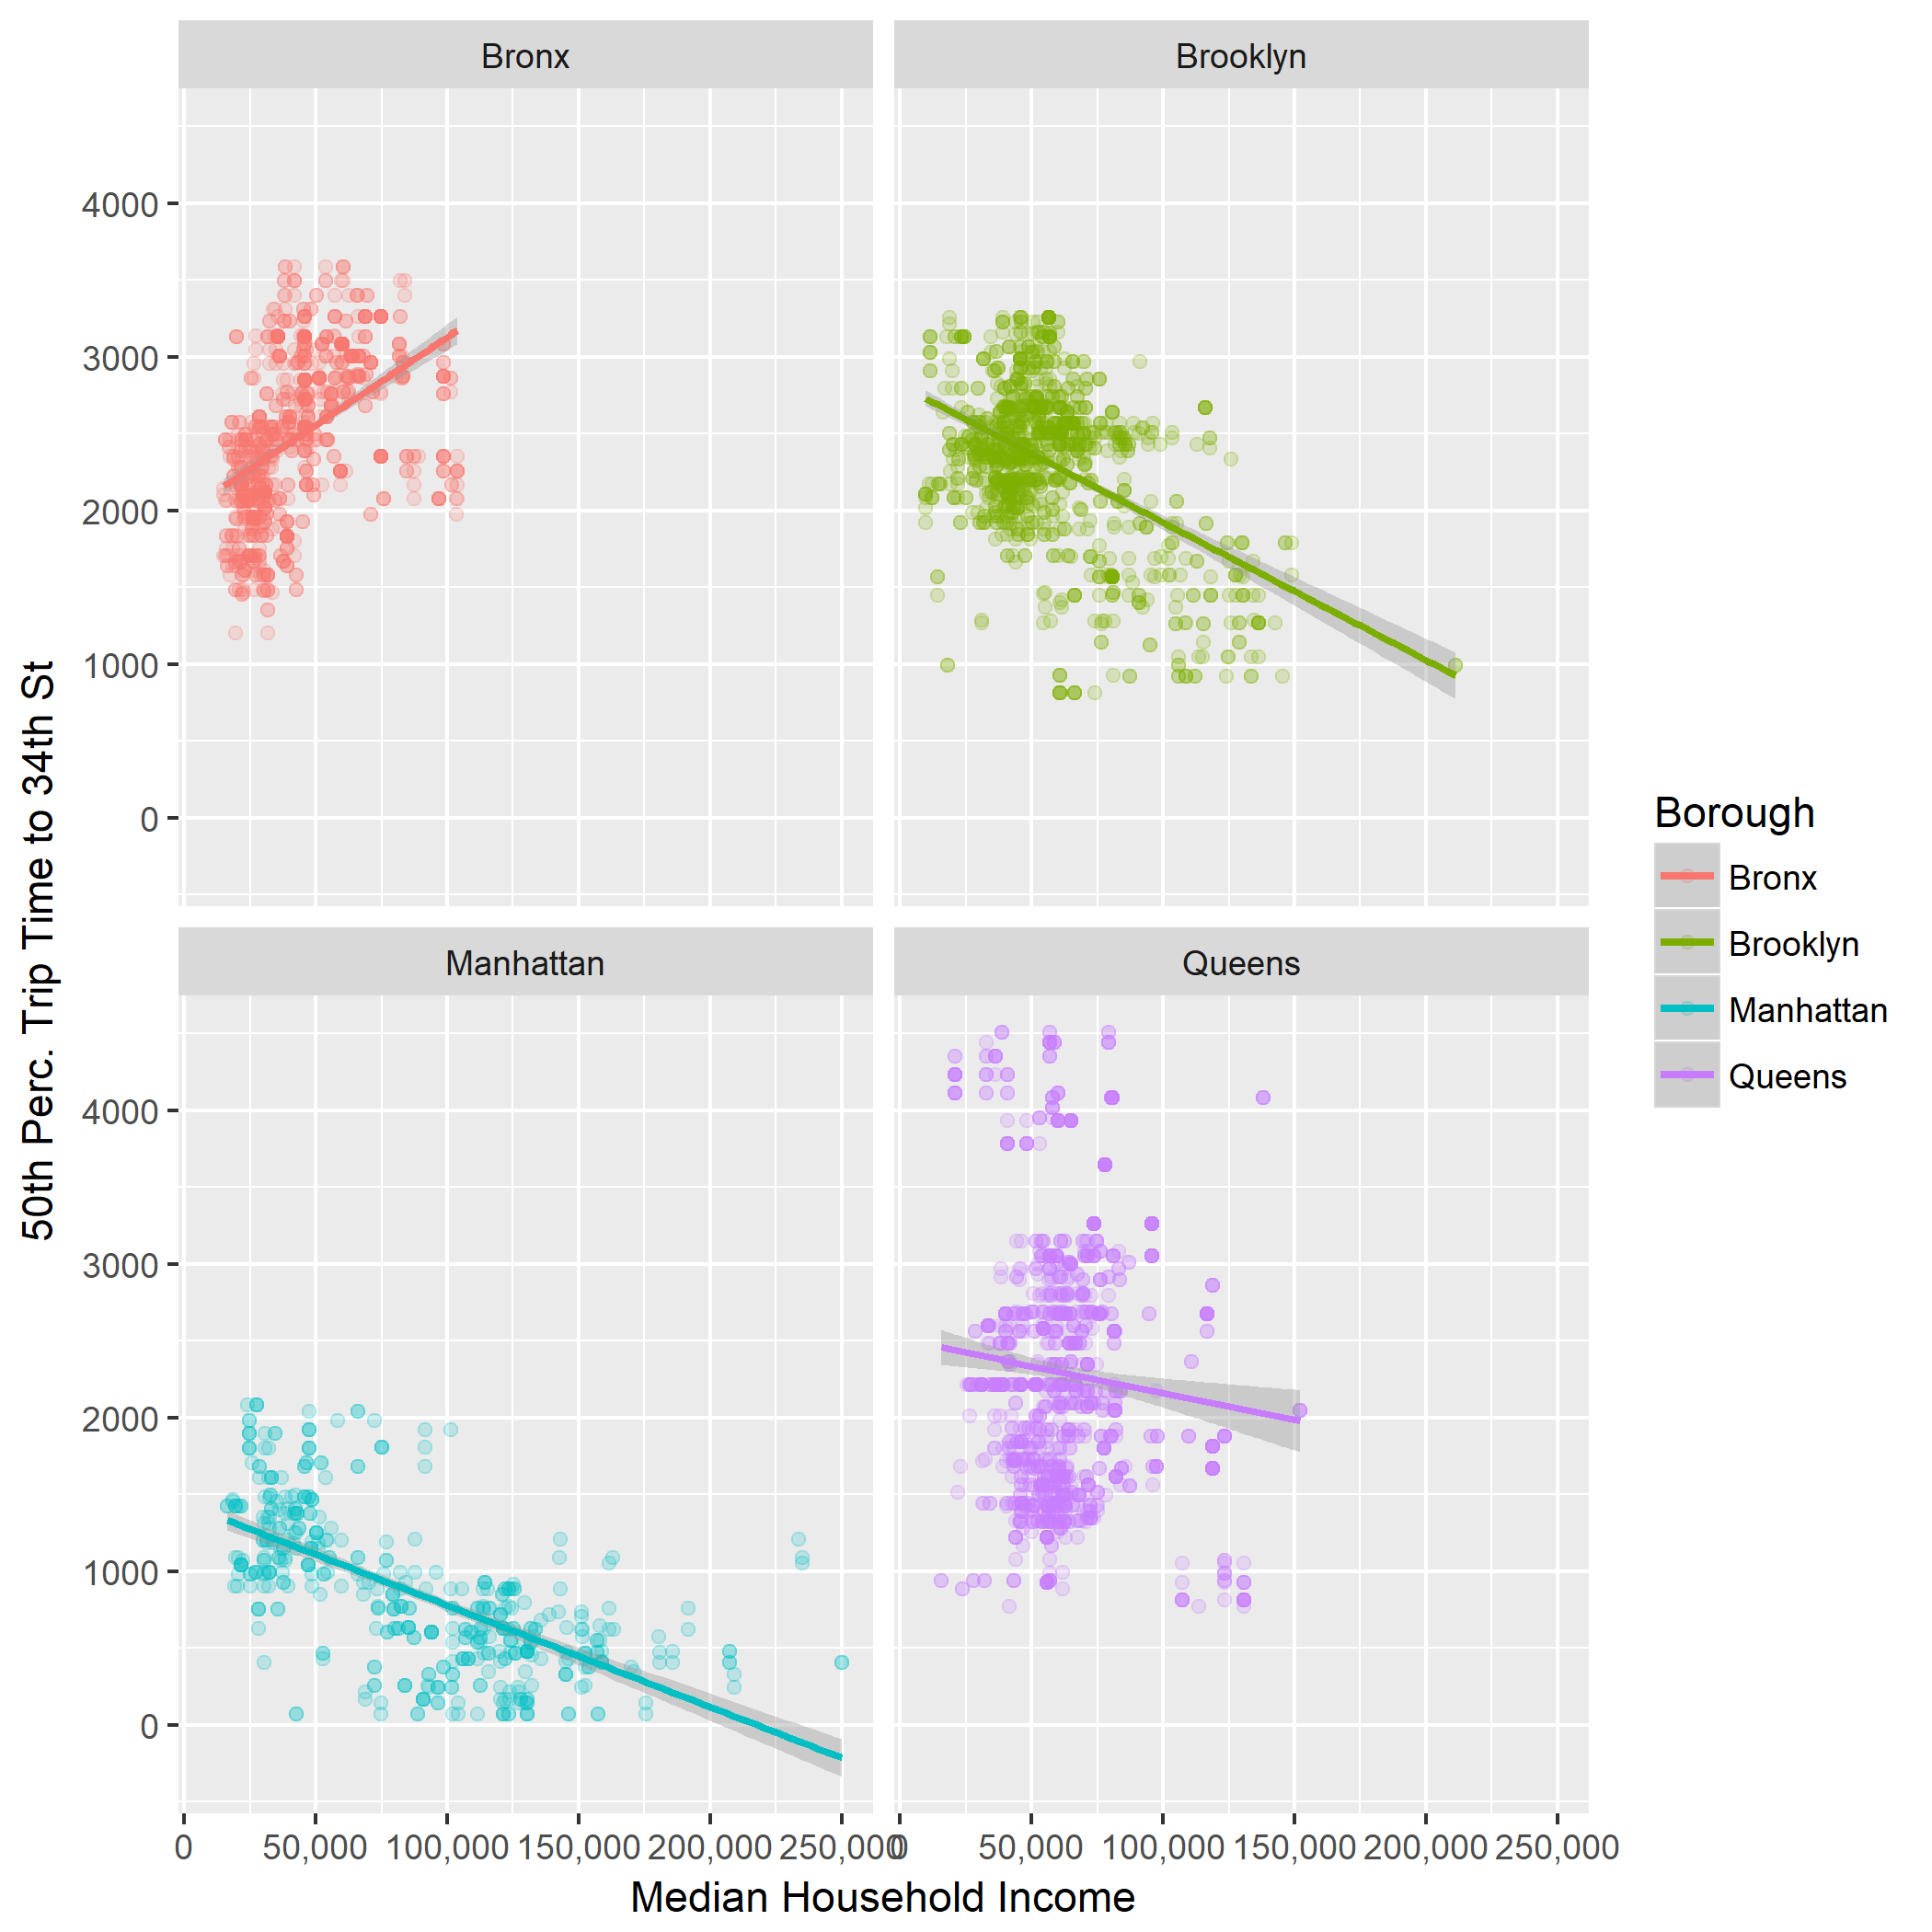 Bronx
Brooklyn
4000
3000
2000
1000
0
Manhattan
Queens
4000
3000
2000
1000
0
0
50,000
100,000
150,000
200,000
250,000
0
50,000
100,000
150,000
200,000
250,000
Median Household Income
50th Perc. Trip Time to 34th St
Borough
Bronx
Brooklyn
Manhattan
Queens